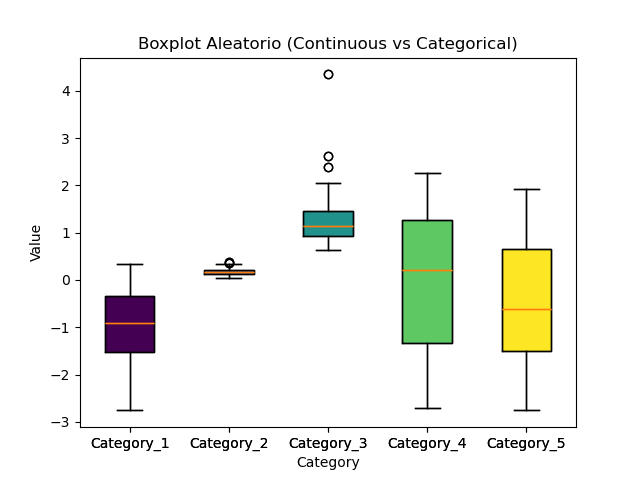 Boxplot Aleatorio (Continuous vs Categorical)
Value
4
3
2
1
0
−1
−2
−3
Category_1 Category_2 Category_3 Category_4 Category_5
Category